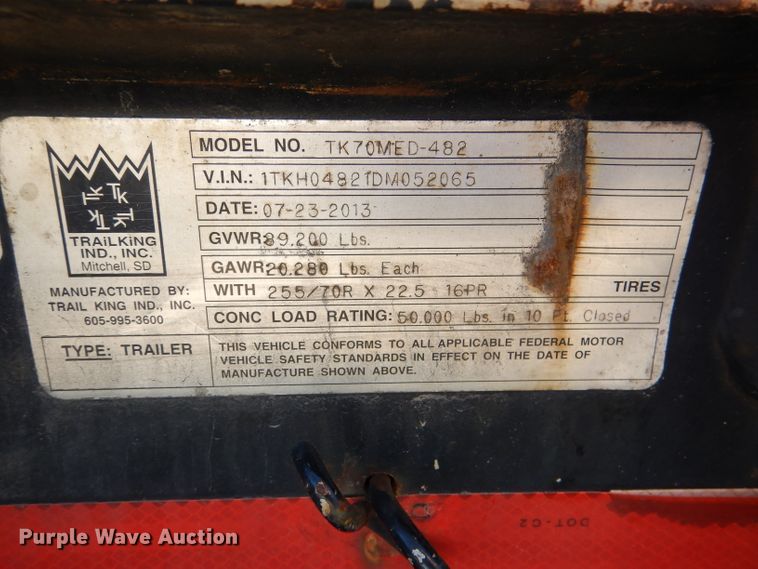 TK TK TK TK
TRAILKING
IND., INC.
Mitchell, SD
MANUFACTURED BY:
TRAIL KING IND., INC.
605-995-3600
TYPE: TRAILER
MODEL NO. TK70MED-482
V.I.N.: 1TKH04821DM052065
DATE: 07-23-2013
GVWR: 89,200 Lbs.
GAWR: 20,280 Lbs. Each
WITH 255/70R X 22.5 16PR TIRES
CONC LOAD RATING: 50,000 Lbs. in 10 Ft. Closed
THIS VEHICLE CONFORMS TO ALL APPLICABLE FEDERAL MOTOR
VEHICLE SAFETY STANDARDS IN EFFECT ON THE DATE OF
MANUFACTURE SHOWN ABOVE.
DOT-C2
Purple Wave Auction